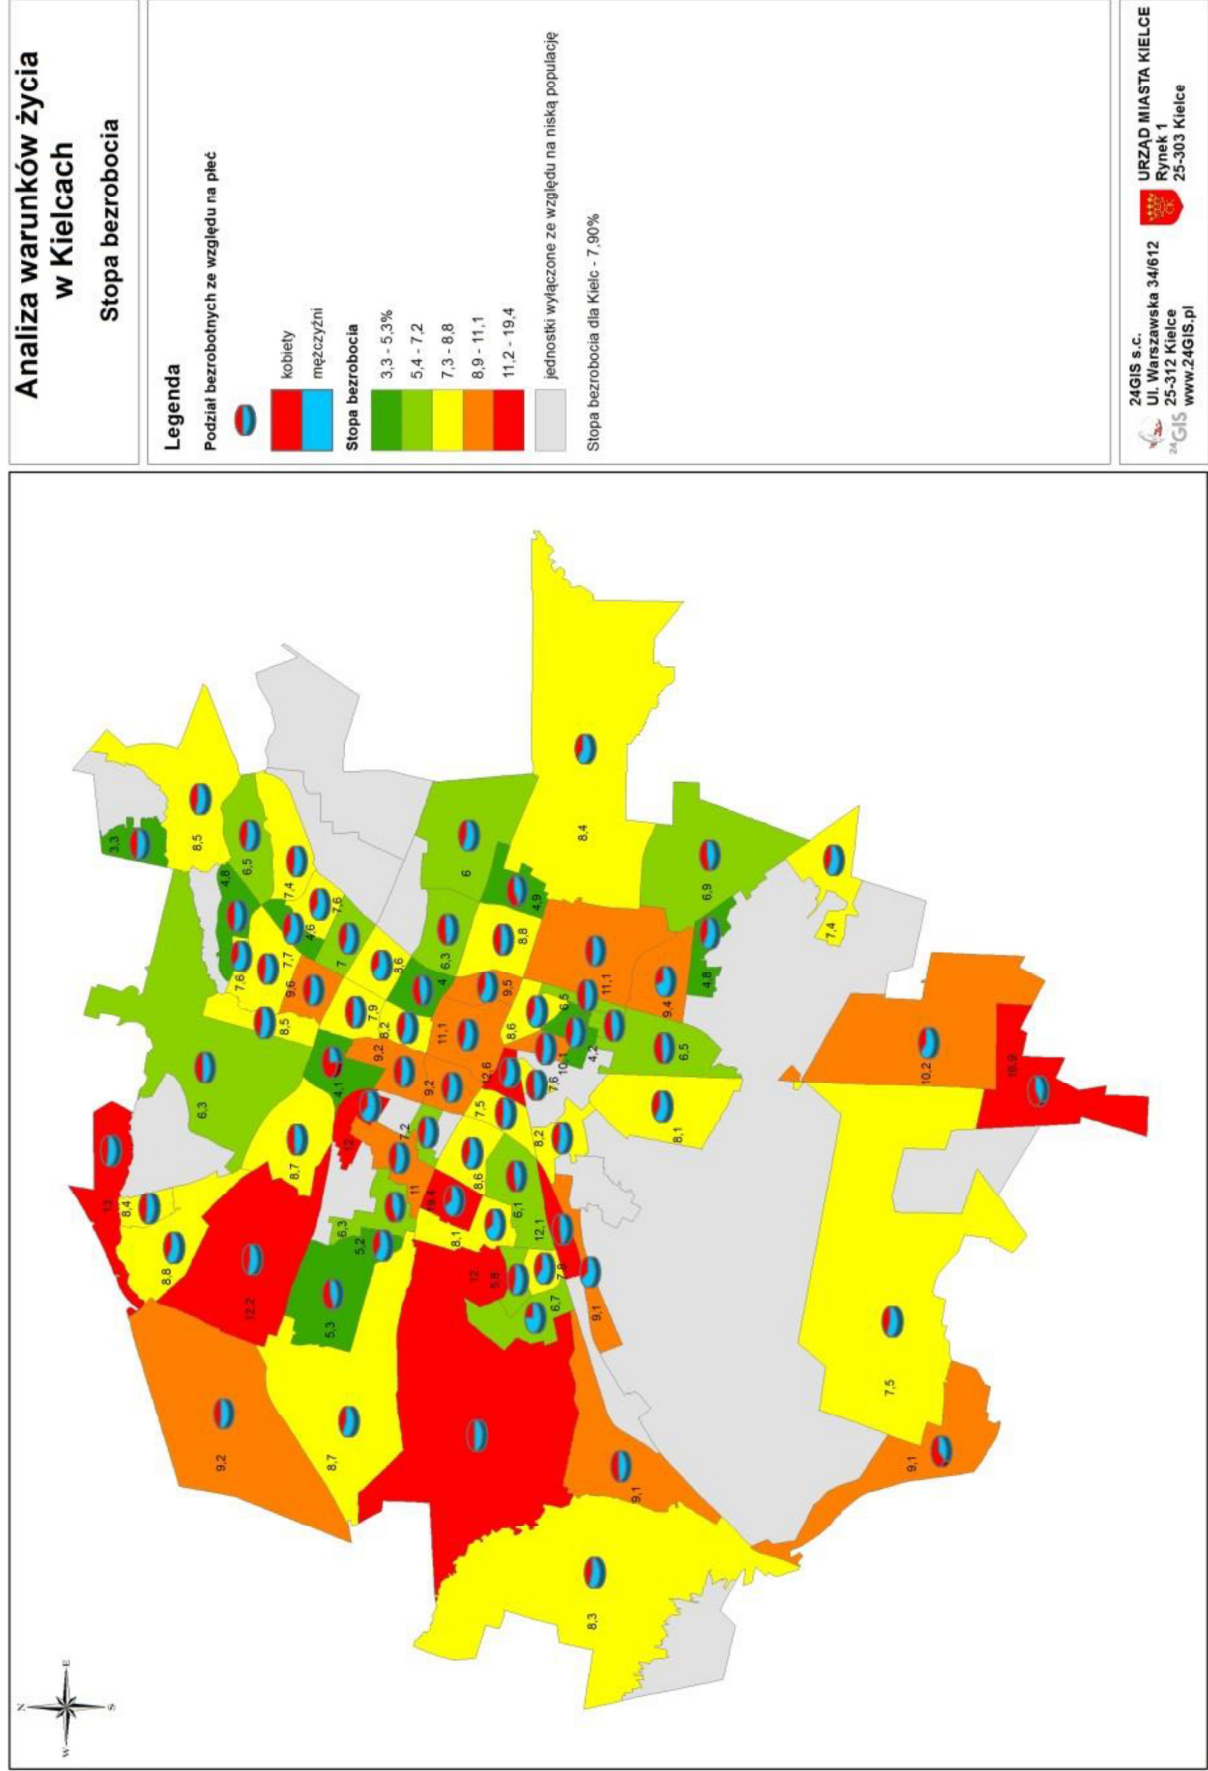 Analiza warunków życia
w Kielcach
Stopa bezrobocia
Legenda
Podział bezrobotnych ze względu na płeć
kobiety
mężczyźni
Stopa bezrobocia
3,3 - 5,3%
5,4 - 7,2
7,3 - 8,8
8,9 - 11,1
11,2 - 19,4
jednostki wyłączone ze względu na niską populację
Stopa bezrobocia dla Kielc - 7,90%
24GIS s.c.
Ul. Warszawska 34/612
25-312 Kielce
www.24GIS.pl
24GIS
URZĄD MIASTA KIELCE
Rynek 1
25-303 Kielce
N
W
E
S
3,3
8,5
6,5
4,8
7,4
4,6
7,6
7,6
7,7
7
9,6
8,5
8,6
7,9
8,2
6,3
4,1
9,2
13
8,4
8,8
8,7
12
12,2
6,3
5,2
5,3
9,2
8,7
7,2
11
19,4
8,1
8,6
7,5
9,2
11,1
4
6,3
6
4,9
8,8
9,5
8,6
6,5
12,6
10,1
4,2
7,6
8,2
6,1
12,1
12
5,8
6,7
7,8
9,1
9,1
8,3
8,4
11,1
9,4
6,9
4,8
6,5
8,1
7,4
10,2
16,9
7,5
9,1